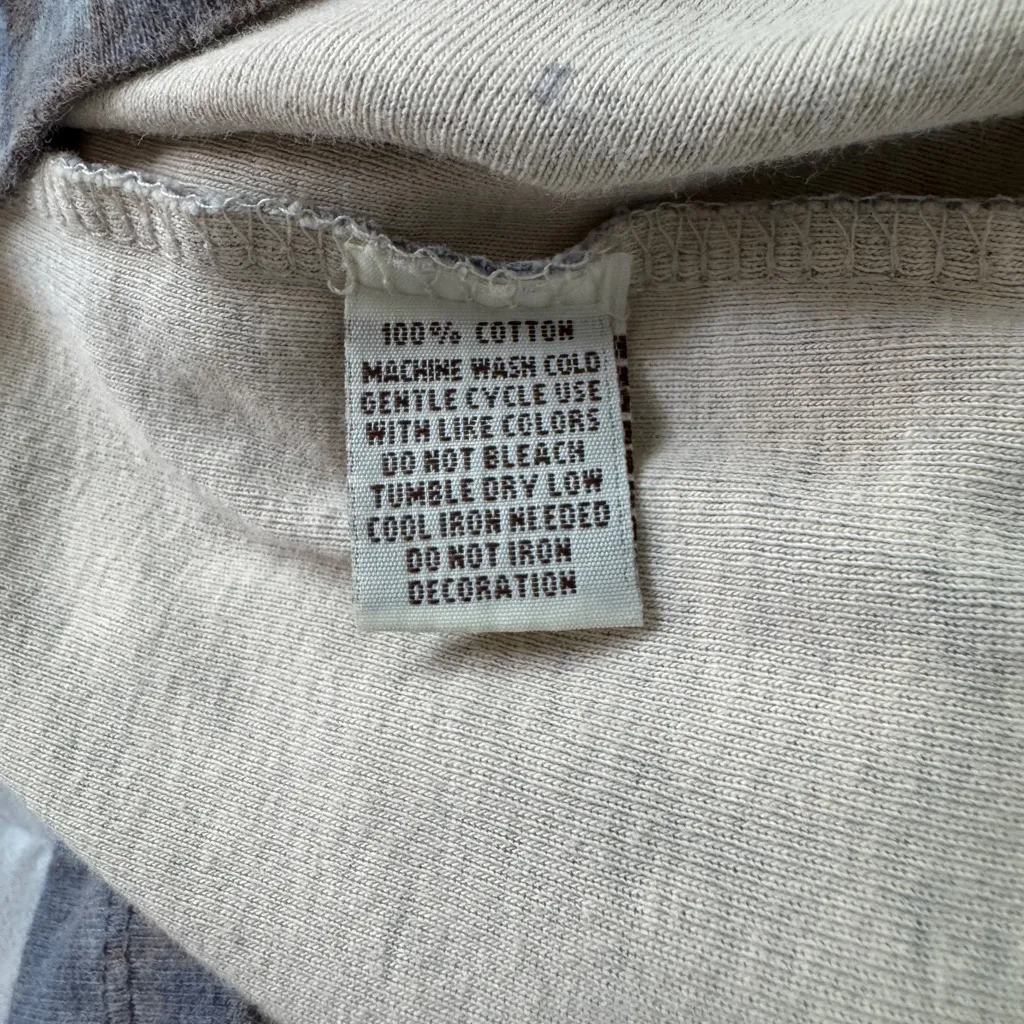 100% COTTON
MACHINE WASH COLD
GENTLE CYCLE USE
WITH LIKE COLORS
DO NOT BLEACH
TUMBLE DRY LOW
COOL IRON NEEDED
DO NOT IRON
DECORATION